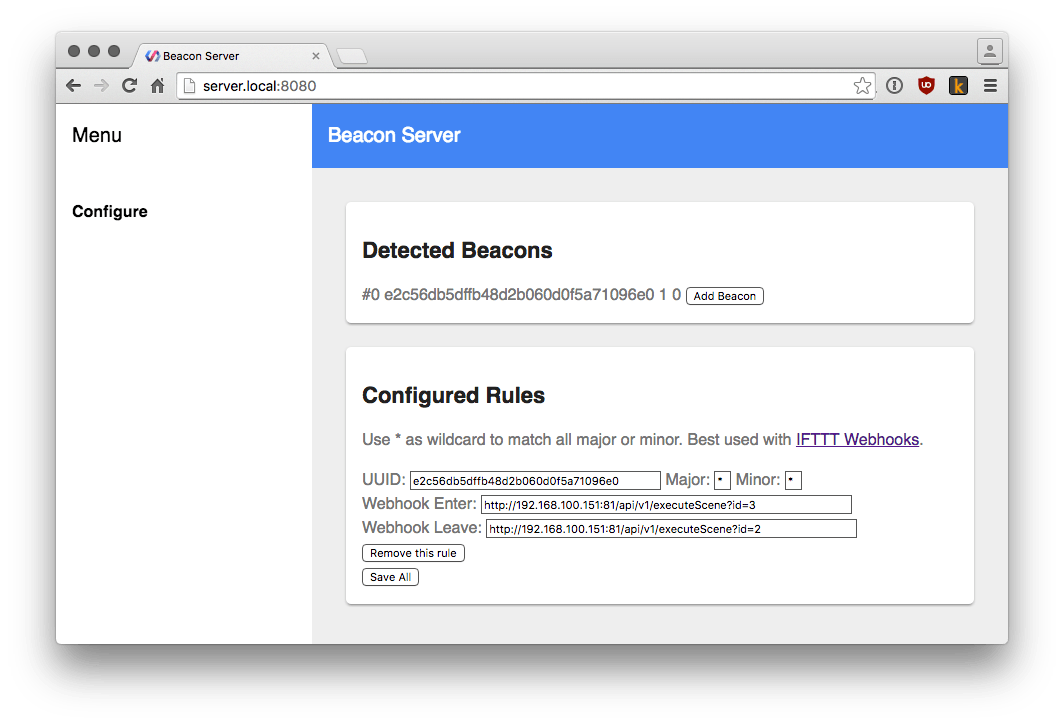 Beacon Server
server.local:8080
Menu
Beacon Server
Configure
Detected Beacons
#0 e2c56db5dffb48d2b060d0f5a71096e0 1 0 Add Beacon
Configured Rules
Use * as wildcard to match all major or minor. Best used with IFTTT Webhooks.
UUID: e2c56db5dffb48d2b060d0f5a71096e0 Major: * Minor: *
Webhook Enter: http://192.168.100.151:81/api/v1/executeScene?id=3
Webhook Leave: http://192.168.100.151:81/api/v1/executeScene?id=2
Remove this rule
Save All